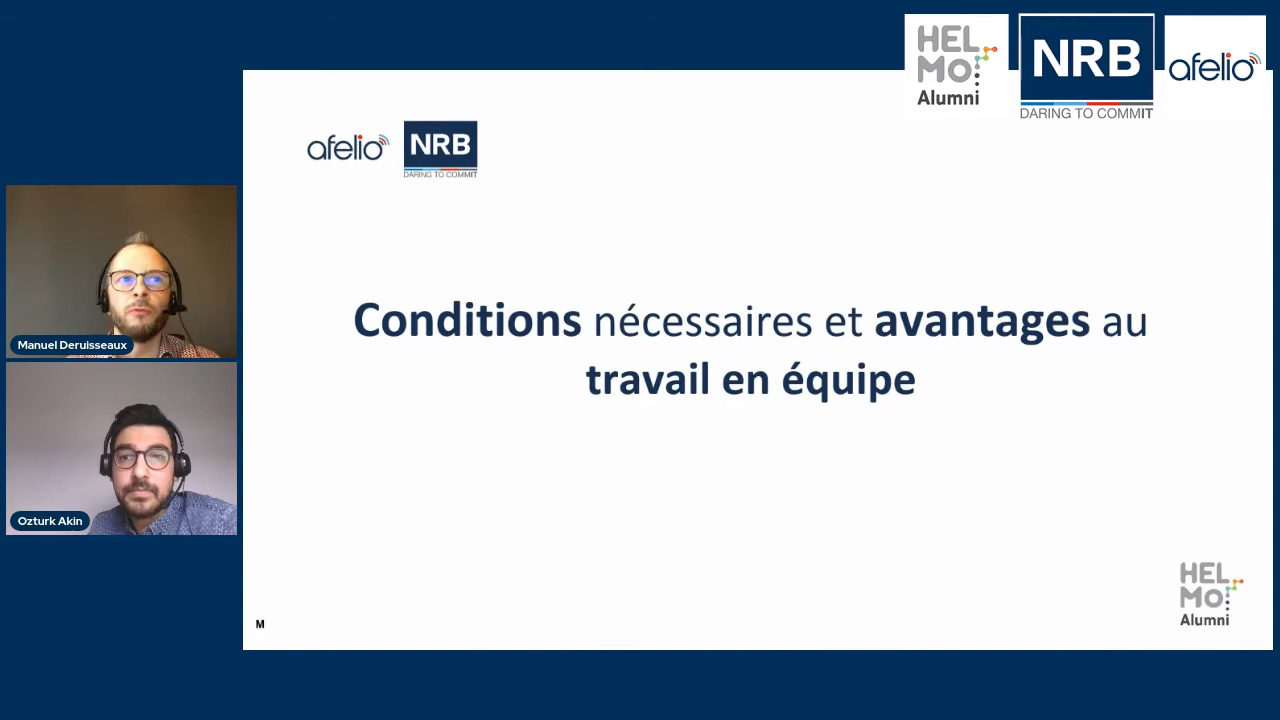 HEL
MO
Alumni
NRB
DARING TO COMMIT
afelio
afelio
NRB
DARING TO COMMIT
Manuel Deruisseaux
Ozturk Akin
Conditions nécessaires et avantages au
travail en équipe
HEL
MO
Alumni
M